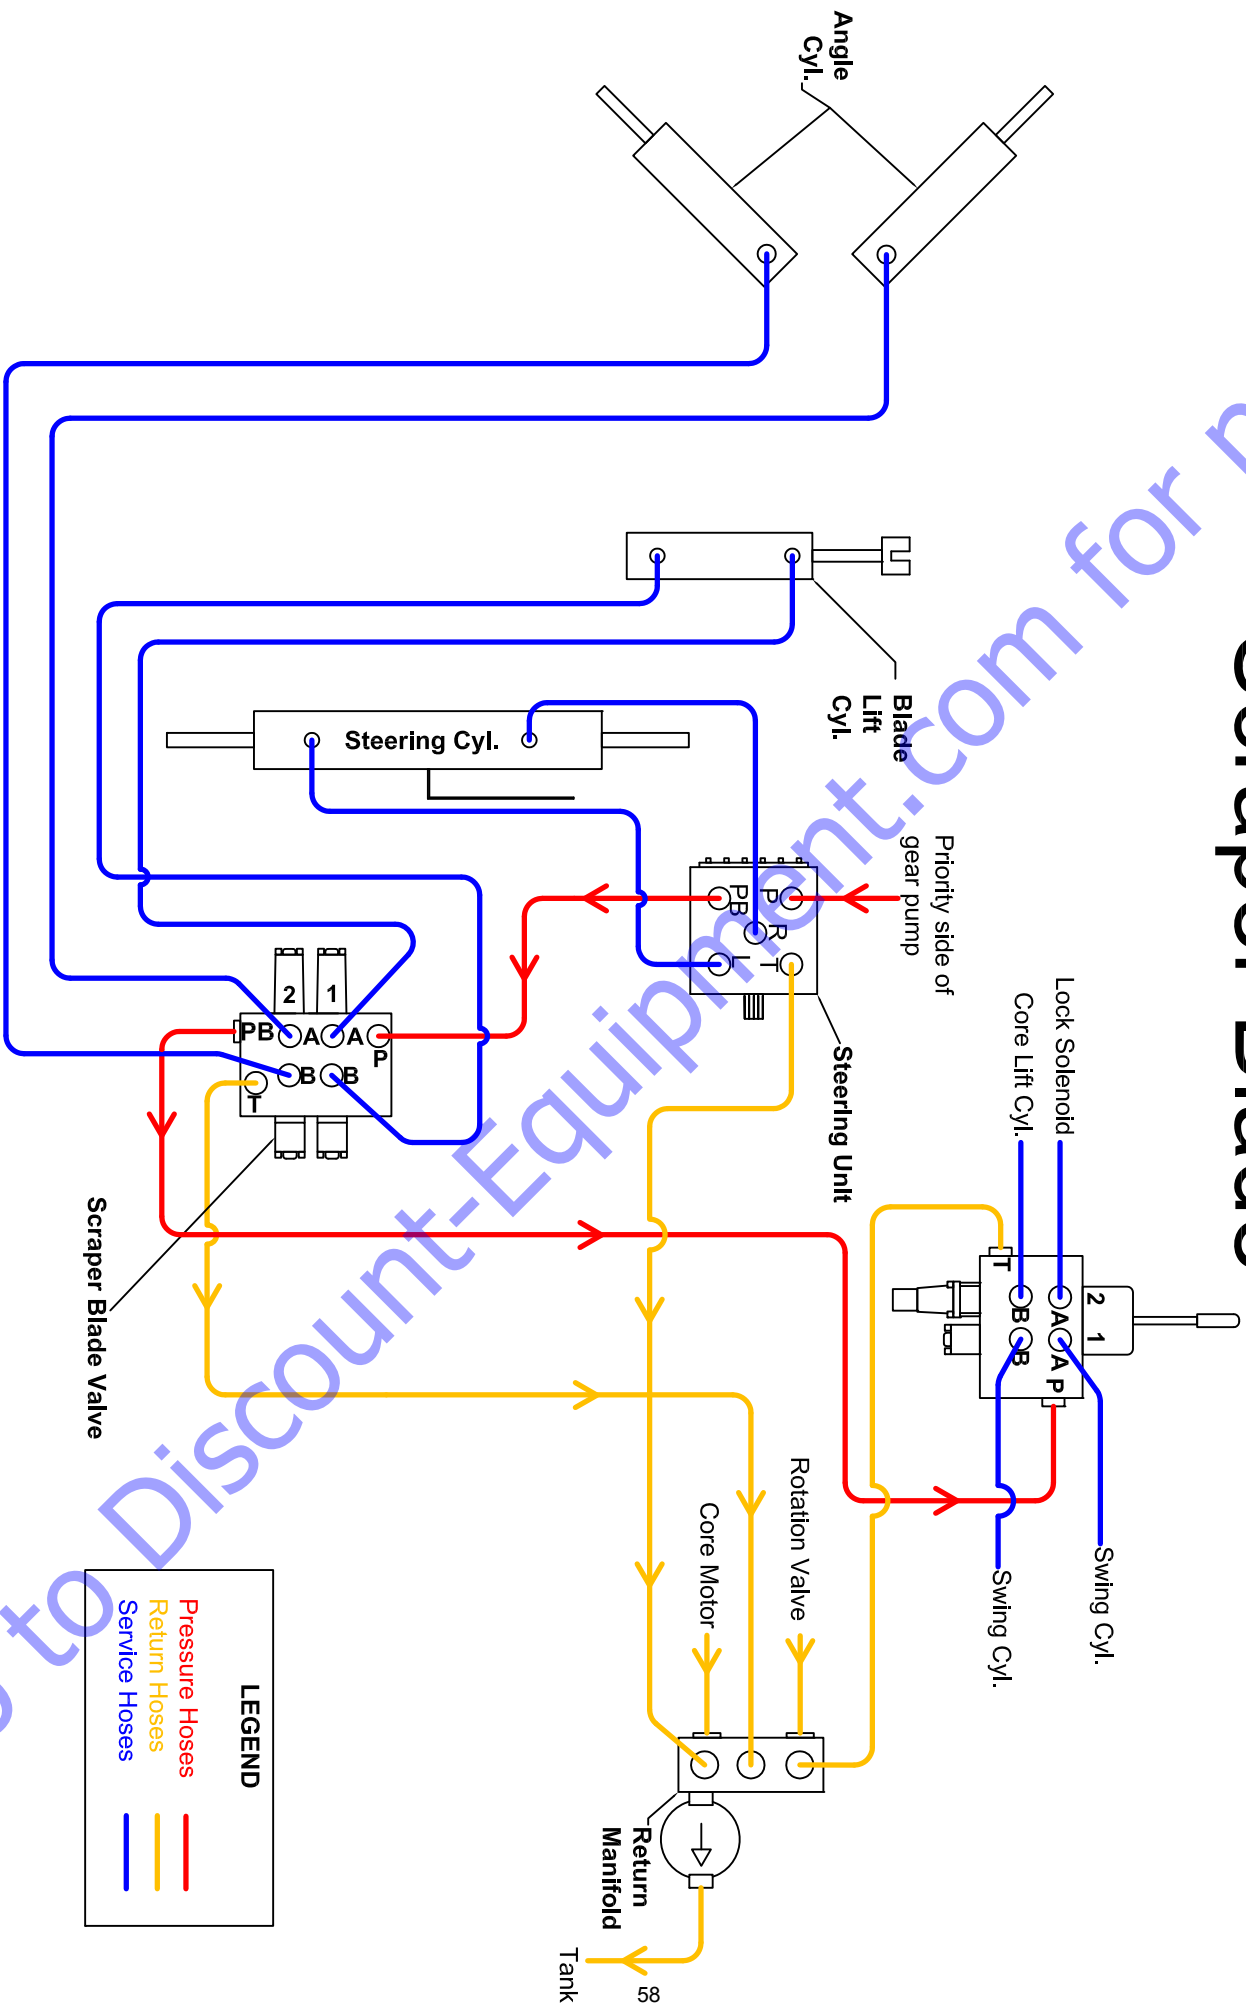 Scraper Blade
Angle
Cyl.
Blade
Lift
Cyl.
Steering Cyl.
Priority side of
gear pump
P
PB
R
T
L
Steering Unit
Lock Solenoid
Core Lift Cyl.
2
1
T
A
A
B
B
P
Swing Cyl.
Swing Cyl.
2
1
PB
A
A
P
B
B
T
Scraper Blade Valve
Rotation Valve
Core Motor
Return
Manifold
Tank
LEGEND
Pressure Hoses
Return Hoses
Service Hoses
58
to Discount-Equipment.com for